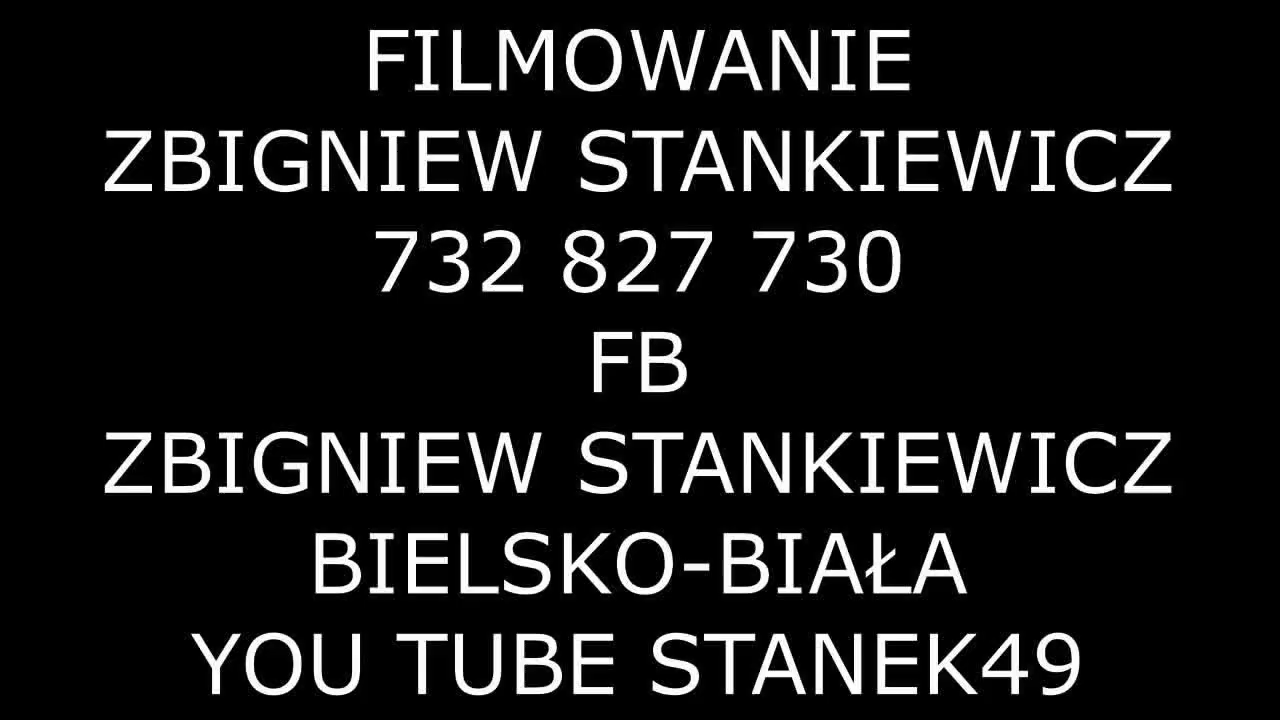 FILMOWANIE
ZBIGNIEW STANKIEWICZ
732 827 730
FB
ZBIGNIEW STANKIEWICZ
BIELSKO-BIAŁA
YOU TUBE STANEK49